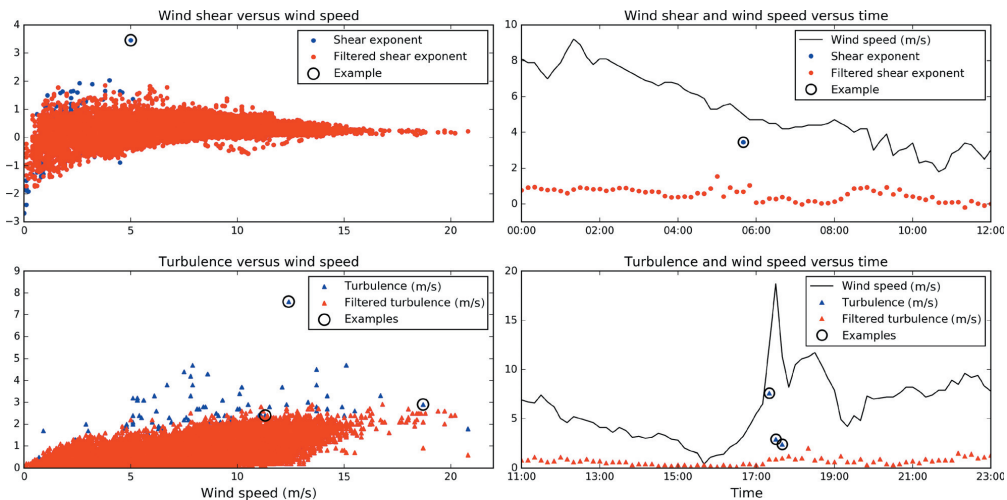 Wind shear versus wind speed
4
3
2
1
0
−1
−2
−3
0 5 10 15 20
Shear exponent
Filtered shear exponent
Example
Wind shear and wind speed versus time
10
8
6
4
2
0
00:00 02:00 04:00 06:00 08:00 10:00 12:00
Wind speed (m/s)
Shear exponent
Filtered shear exponent
Example
Turbulence versus wind speed
9
8
7
6
5
4
3
2
1
0
0 5 10 15 20
Wind speed (m/s)
Turbulence (m/s)
Filtered turbulence (m/s)
Examples
Turbulence and wind speed versus time
20
15
10
5
0
11:00 13:00 15:00 17:00 19:00 21:00 23:00
Time
Wind speed (m/s)
Turbulence (m/s)
Filtered turbulence (m/s)
Examples